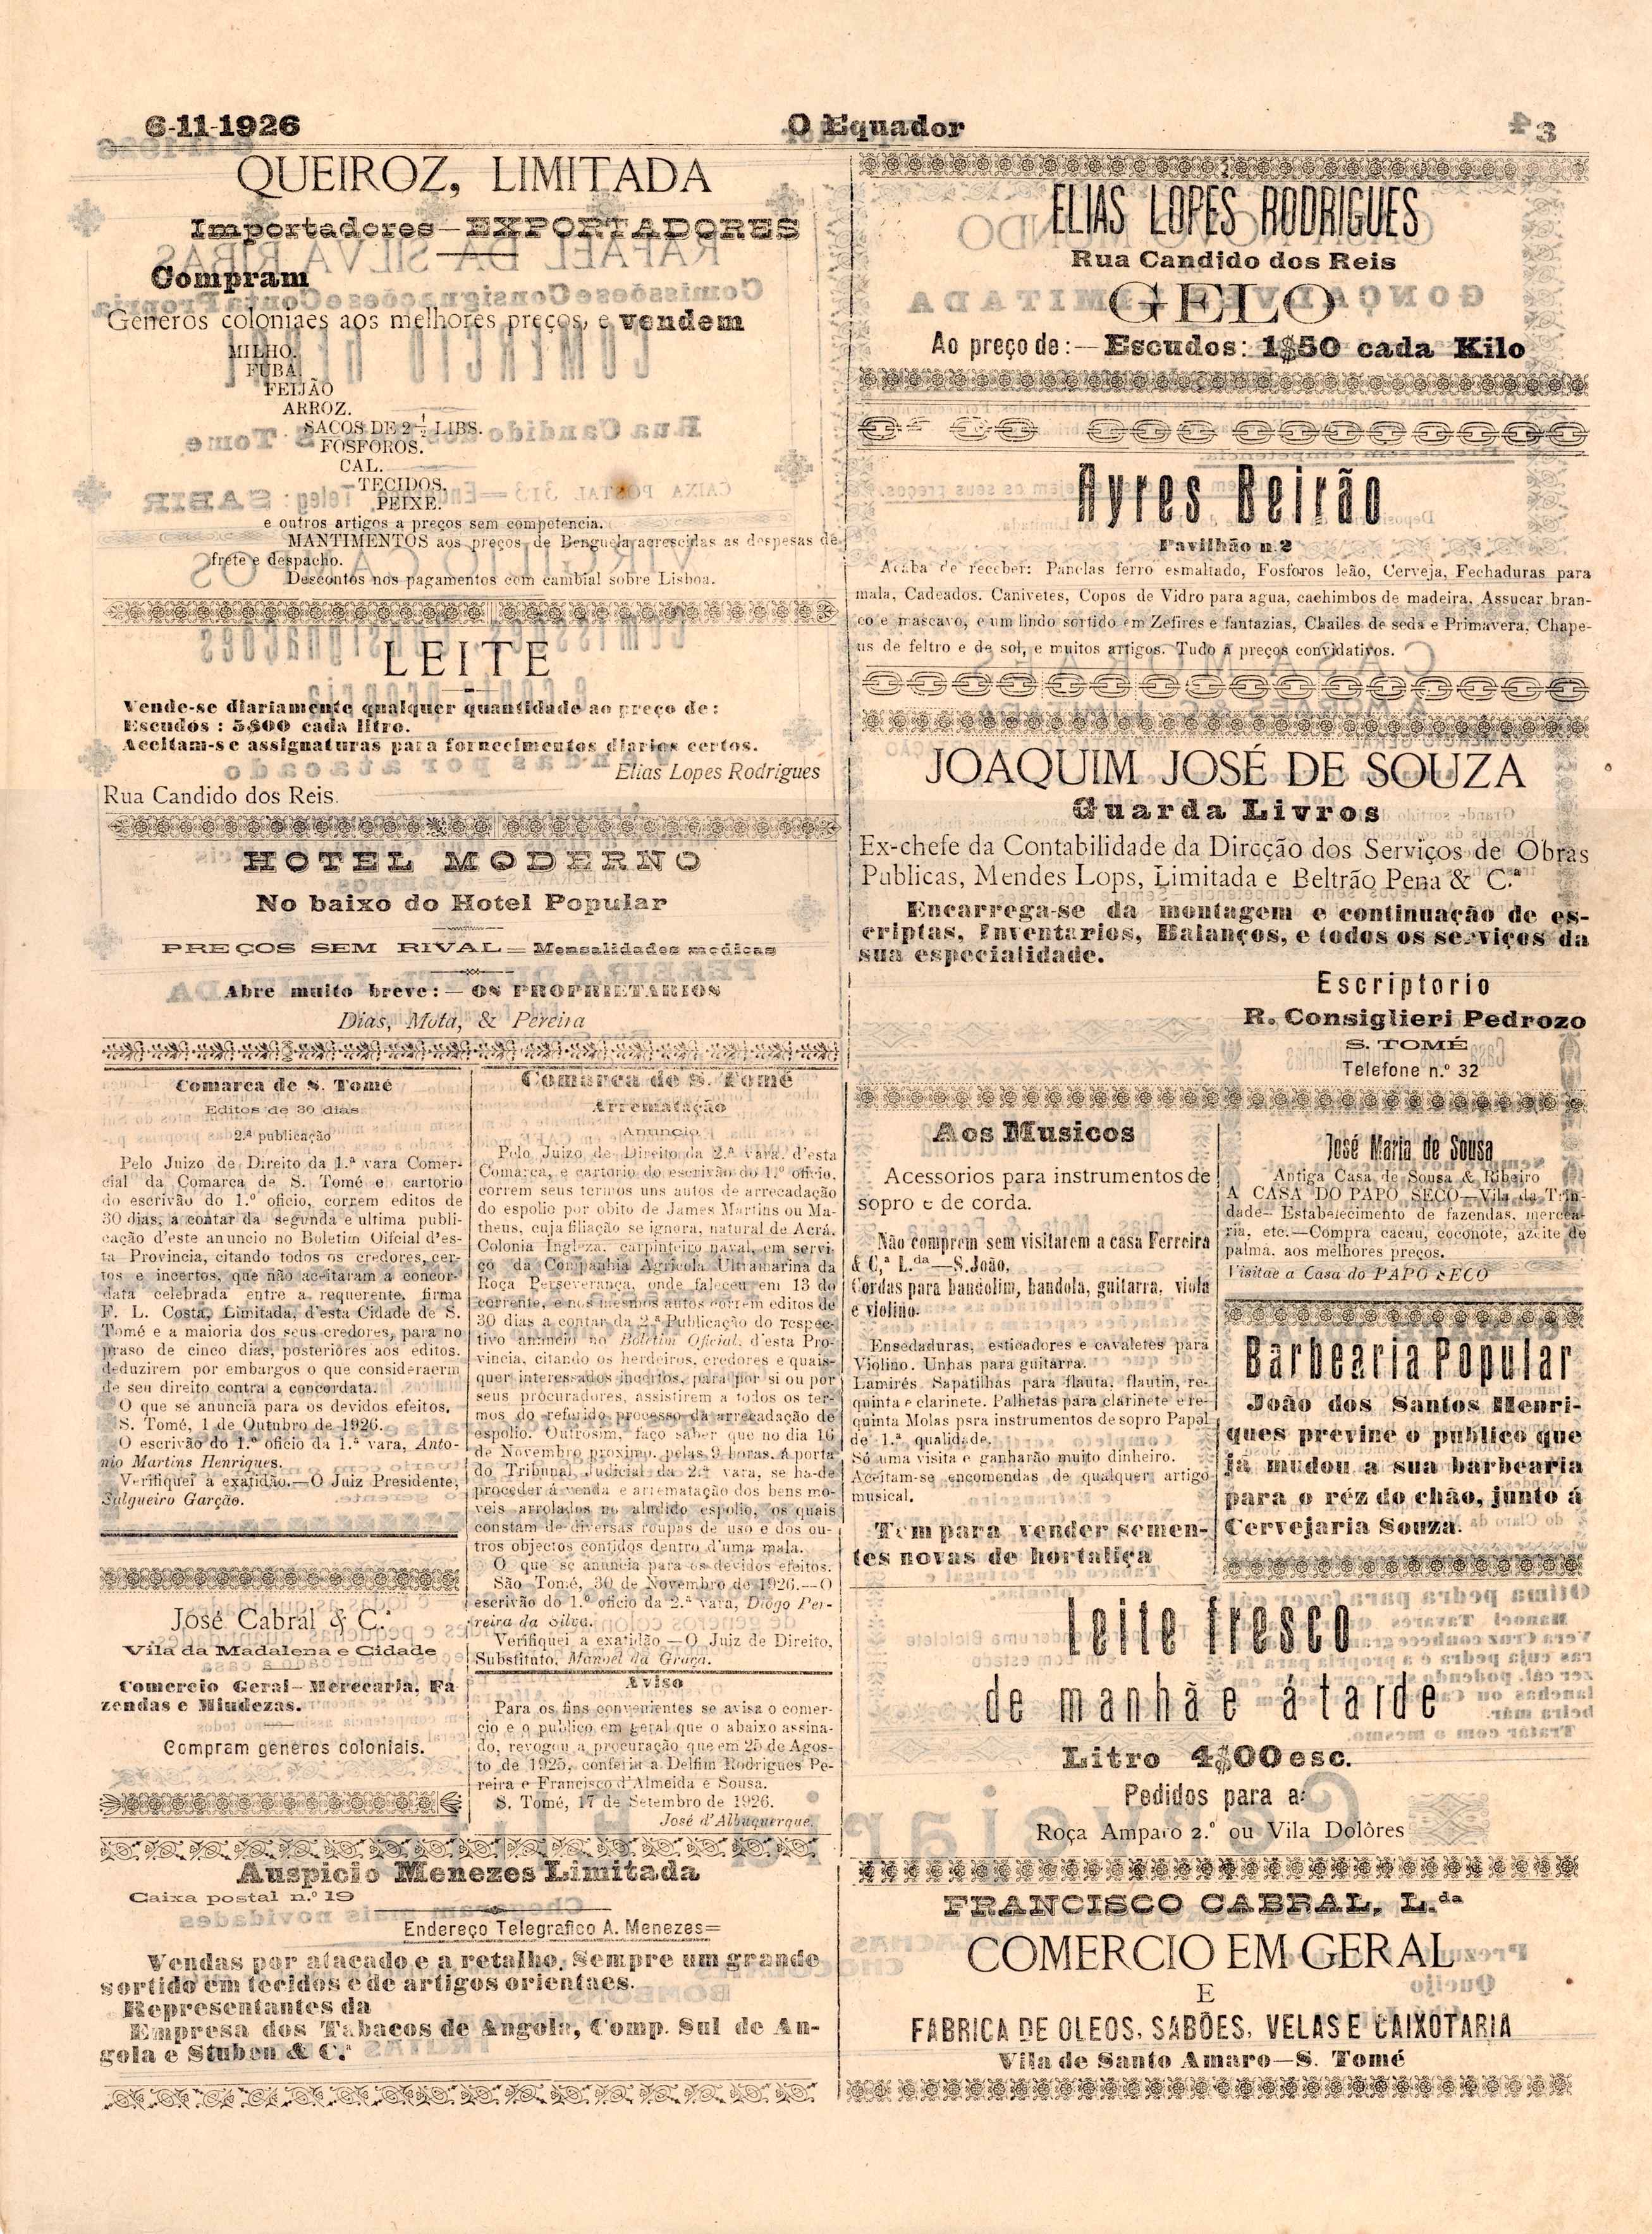 6-11-1926
O Equador
3
QUEIROZ, LIMITADA
Importadores—EXPORTADORES
Compram
Generos coloniaes aos melhores preços, e vendem
MILHO.
FUBA.
FEIJÃO
ARROZ.
SACOS DE 2 1/2 LIBS.
FOSFOROS.
CAL.
TECIDOS.
PEIXE.
e outros artigos a preços sem competencia.
MANTIMENTOS aos preços de Benguela acrescidas as despesas de
frete e despacho.
Descontos nos pagamentos com cambial sobre Lisboa.
LEITE
Vende-se diariamente qualquer quantidade ao preço de:
Escudos : 5$00 cada litro.
Aceitam-se assignaturas para fornecimentos diarios certos.
Elias Lopes Rodrigues
Rua Candido dos Reis.
HOTEL MODERNO
No baixo do Hotel Popular
PREÇOS SEM RIVAL = Mensalidades modicas
Abre muito breve:— OS PROPRIETARIOS
Dias, Mota, & Pereira
Comarca de S. Tomé
Editos de 30 dias
2.ª publicação
Pelo Juizo de Direito da 1.ª vara Comer-
cial da Comarca de S. Tomé e cartorio
do escrivão do 1.º oficio, correm editos de
30 dias, a contar da segunda e ultima publi-
cação d'este anuncio no Boletim Oifcial d'es-
ta Provincia, citando todos os credores, cer-
tos e incertos, que não aceitaram a concor-
data celebrada entre a requerente, firma
F. L. Costa, Limitada, d'esta Cidade de S.
Tomé e a maioria dos seus credores, para no
praso de cinco dias, posteriôres aos editos.
deduzirem por embargos o que consideraerm
de seu direito contra a concordata.
O que se anuncia para os devidos efeitos.
S. Tomé, 1 de Outubro de 1926.
O escrivão do 1.º oficio da 1.ª vara, Anto-
nio Martins Henriques.
Verifiquei a exatidão.—O Juiz Presidente,
Salgueiro Garção.
José Cabral & C.ª
Vila da Madalena e Cidade
Comercio Geral—Mercearia, Fa
zendas e Miudezas.
Compram generos coloniais.
Comarca de S. Tomé
Arrematação
Anuncio
Pelo Juizo de Direito da 2.ª vara, d'esta
Comarca, e cartorio do escrivão do 1.º oficio,
correm seus termos uns autos de arrecadação
do espolio por obito de James Martins ou Ma-
theus, cuja filiação se ignora, natural de Acrá.
Colonia Ingleza, carpinteiro naval, em servi-
ço da Companhia Agricola Ultramarina da
Roça Perseverança, onde faleceu em 13 do
corrente, e nos mesmos autos correm editos de
30 dias a contar da 2.ª Publicação do respec-
tivo anuncio no Boletim Oficial. d'esta Pro-
vincia, citando os herdeiros, credores e quais-
quer interessados incertos, para por si ou por
seus procuradores, assistirem a todos os ter-
mos do referido processo da arrecadação de
espolio. Outrosim, faço saber que no dia 16
de Novembro proximo, pelas 9 horas, á porta
do Tribunal Judicial da 2.ª vara, se ha-de
proceder á venda e arrematação dos bens mo-
veis arrolados no aludido espolio, os quais
constam de diversas roupas de uso e dos ou-
tros objectos contidos dentro d'uma mala.
O que se anuncia para os devidos efeitos.
São Tomé, 30 de Novembro de 1926.—O
escrivão do 1.º oficio da 2.ª vara, Diogo Per-
reira da Silva.
Verifiquei a exatidão—O Juiz de Direito,
Substituto, Manoel da Graça.
Aviso
Para os fins convenientes se avisa o comer-
cio e o publico em geral que o abaixo assina-
do, revogou a procuração que em 25 de Agos-
to de 1925, conferiu a Delfim Rodrigues Pe-
reira e Francisco d'Almeida e Sousa.
S. Tomé, 17 de Setembro de 1926.
José d'Albuquerque.
Auspicio Menezes Limitada
Caixa postal n.º 19
Endereço Telegrafico A. Menezes=
Vendas por atacado e a retalho. Sempre um grande
sortido em tecidos e de artigos orientaes.
Representantes da
Empresa dos Tabacos de Angola, Comp. Sul de An-
gola e Stuben & C.ª
ELIAS LOPES RODRIGUES
Rua Candido dos Reis
GELO
Ao preço de:—Escudos: 1$50 cada Kilo
Ayres Beirão
Pavilhão n.2
Acaba de receber: Panelas ferro esmaltado, Fosforos leão, Cerveja, Fechaduras para
mala, Cadeados. Canivetes, Copos de Vidro para agua, cachimbos de madeira, Assucar bran-
co e mascavo, e um lindo sortido em Zefires e fantazias, Chailes de seda e Primavera, Chape-
us de feltro e de sol, e muitos artigos. Tudo a preços convidativos.
JOAQUIM JOSÉ DE SOUZA
Guarda Livros
Ex-chefe da Contabilidade da Direcção dos Serviços de Obras
Publicas, Mendes Lops, Limitada e Beltrão Pena & C.ª
Encarrega-se da montagem e continuação de es-
criptas, Inventarios, Balanços, e todos os serviços da
sua especialidade.
Escriptorio
R. Consiglieri Pedrozo
S. TOMÉ
Telefone n.º 32
Aos Musicos
Acessorios para instrumentos de
sopro e de corda.
Não comprem sem visitarem a casa Ferreira
& C.ª L.da—S.João,
Cordas para bandolim, bandola, guitarra, viola
e violino.
Ensedaduras, esticadores e cavaletes para
Violino. Unhas para guitarra.
Lamirés. Sapatilhas para flauta, flautin, re-
quinta e clarinete. Palhetas para clarinete e re-
quinta Molas psra instrumentos de sopro Papel
de 1.ª qualidade.
Só uma visita e ganharão muito dinheiro.
Aceitam-se encomendas de qualquer artigo
musical.
Tem para vender semen-
tes novas de hortaliça
José Maria de Sousa
Antiga Casa de Sousa & Ribeiro
A CASA DO PAPO SECO—Vila da Trin-
dade—Estabelecimento de fazendas, mercea-
ria, etc.—Compra cacau, coconote, azeite de
palma, aos melhores preços.
Visitae a Casa do PAPO SECO
Barbearia Popular
João dos Santos Henri-
ques previne o publico que
já mudou a sua barbearia
para o réz do chão, junto á
Cervejaria Souza.
Leite fresco
de manhã e á tarde
Litro 4$00 esc.
Pedidos para a:
Roça Amparo 2.º ou Vila Dolôres
FRANCISCO CABRAL, L.da
COMERCIO EM GERAL
E
FABRICA DE OLEOS, SABÕES, VELAS E CAIXOTARIA
Vila de Santo Amaro—S. Tomé